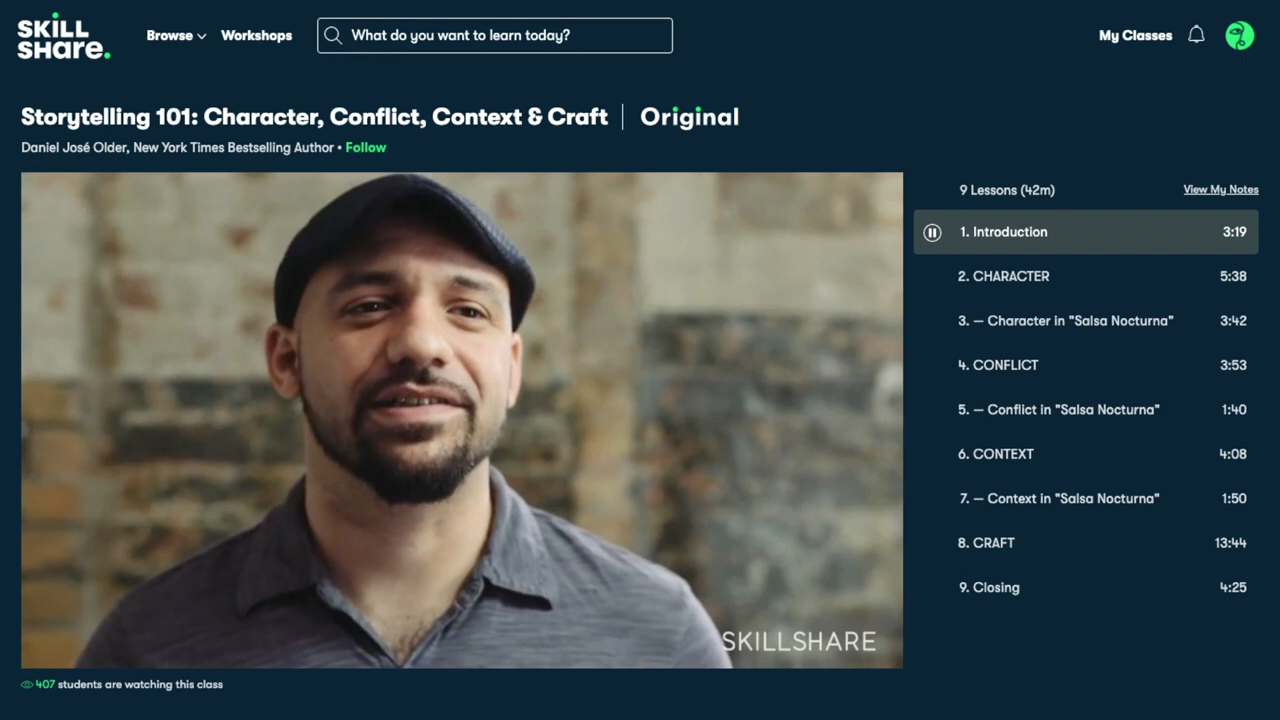 SKILL
SHare.
Browse
Workshops
What do you want to learn today?
My Classes
Storytelling 101: Character, Conflict, Context & Craft | Original
Daniel José Older, New York Times Bestselling Author • Follow
9 Lessons (42m)
View My Notes
1. Introduction 3:19
2. CHARACTER 5:38
3. — Character in "Salsa Nocturna" 3:42
4. CONFLICT 3:53
5. — Conflict in "Salsa Nocturna" 1:40
6. CONTEXT 4:08
7. — Context in "Salsa Nocturna" 1:50
8. CRAFT 13:44
9. Closing 4:25
SKILLSHARE
407 students are watching this class